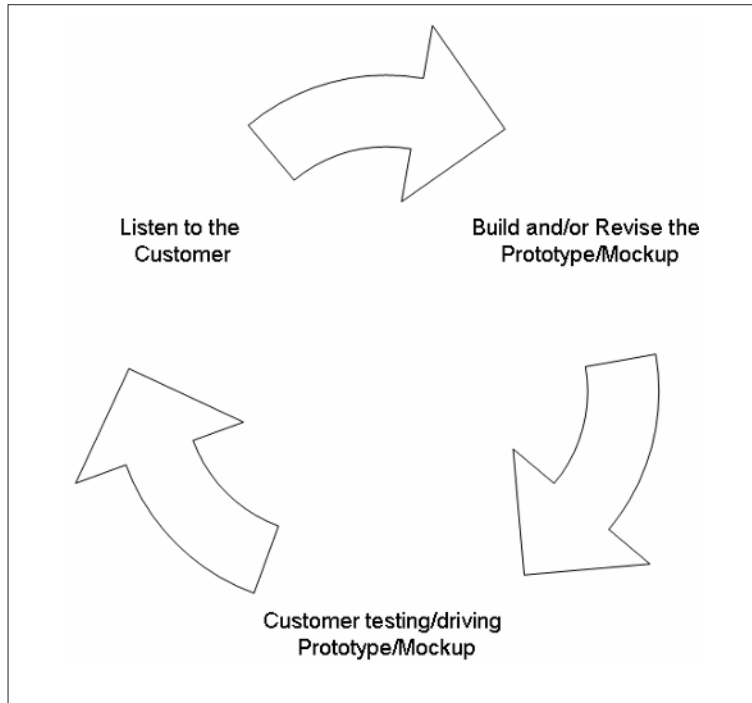 Listen to the
Customer
Build and/or Revise the
Prototype/Mockup
Customer testing/driving
Prototype/Mockup